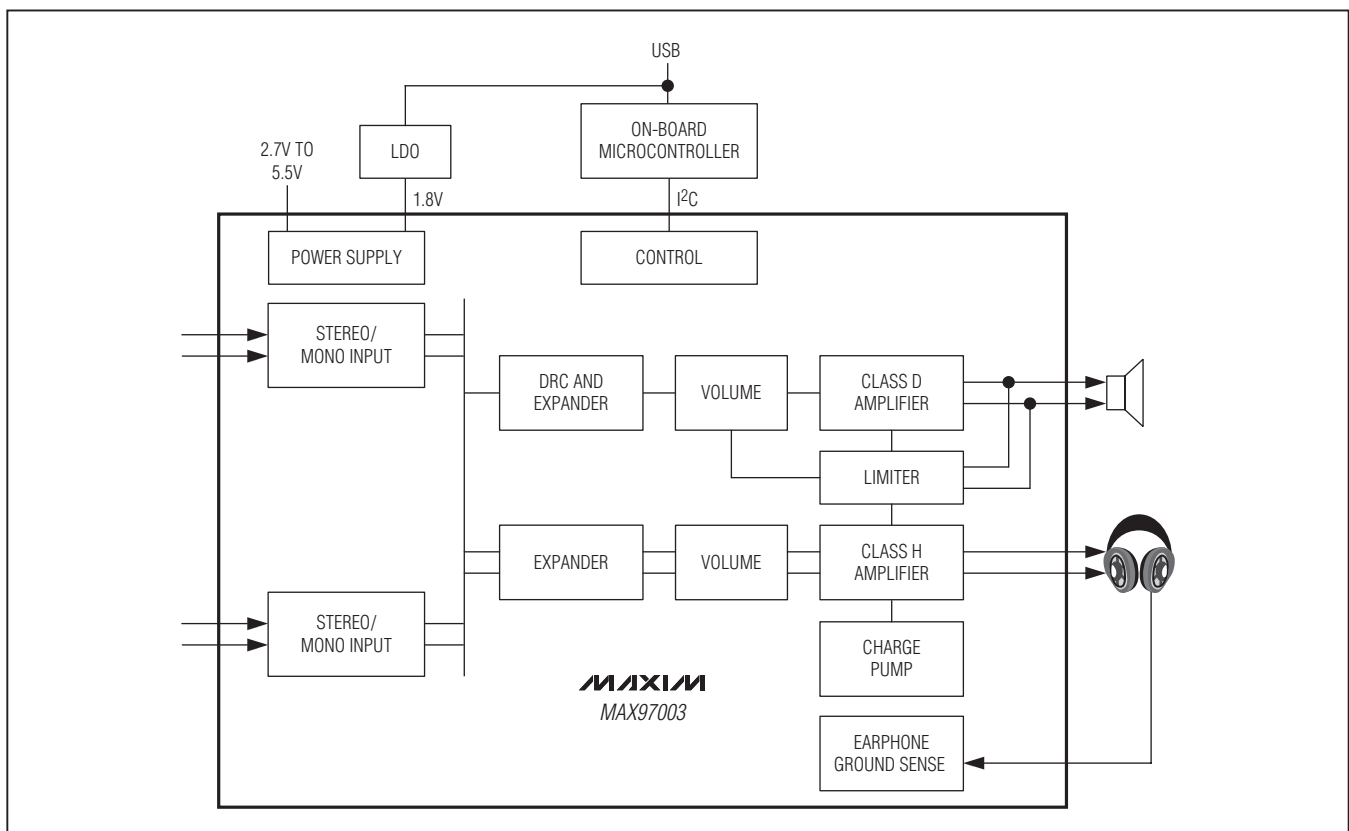 USB
LDO
ON-BOARD
MICROCONTROLLER
2.7V TO
5.5V
1.8V
I²C
POWER SUPPLY
CONTROL
STEREO/
MONO INPUT
DRC AND
EXPANDER
VOLUME
CLASS D
AMPLIFIER
LIMITER
EXPANDER
VOLUME
CLASS H
AMPLIFIER
STEREO/
MONO INPUT
CHARGE
PUMP
MAXIM
MAX97003
EARPHONE
GROUND SENSE